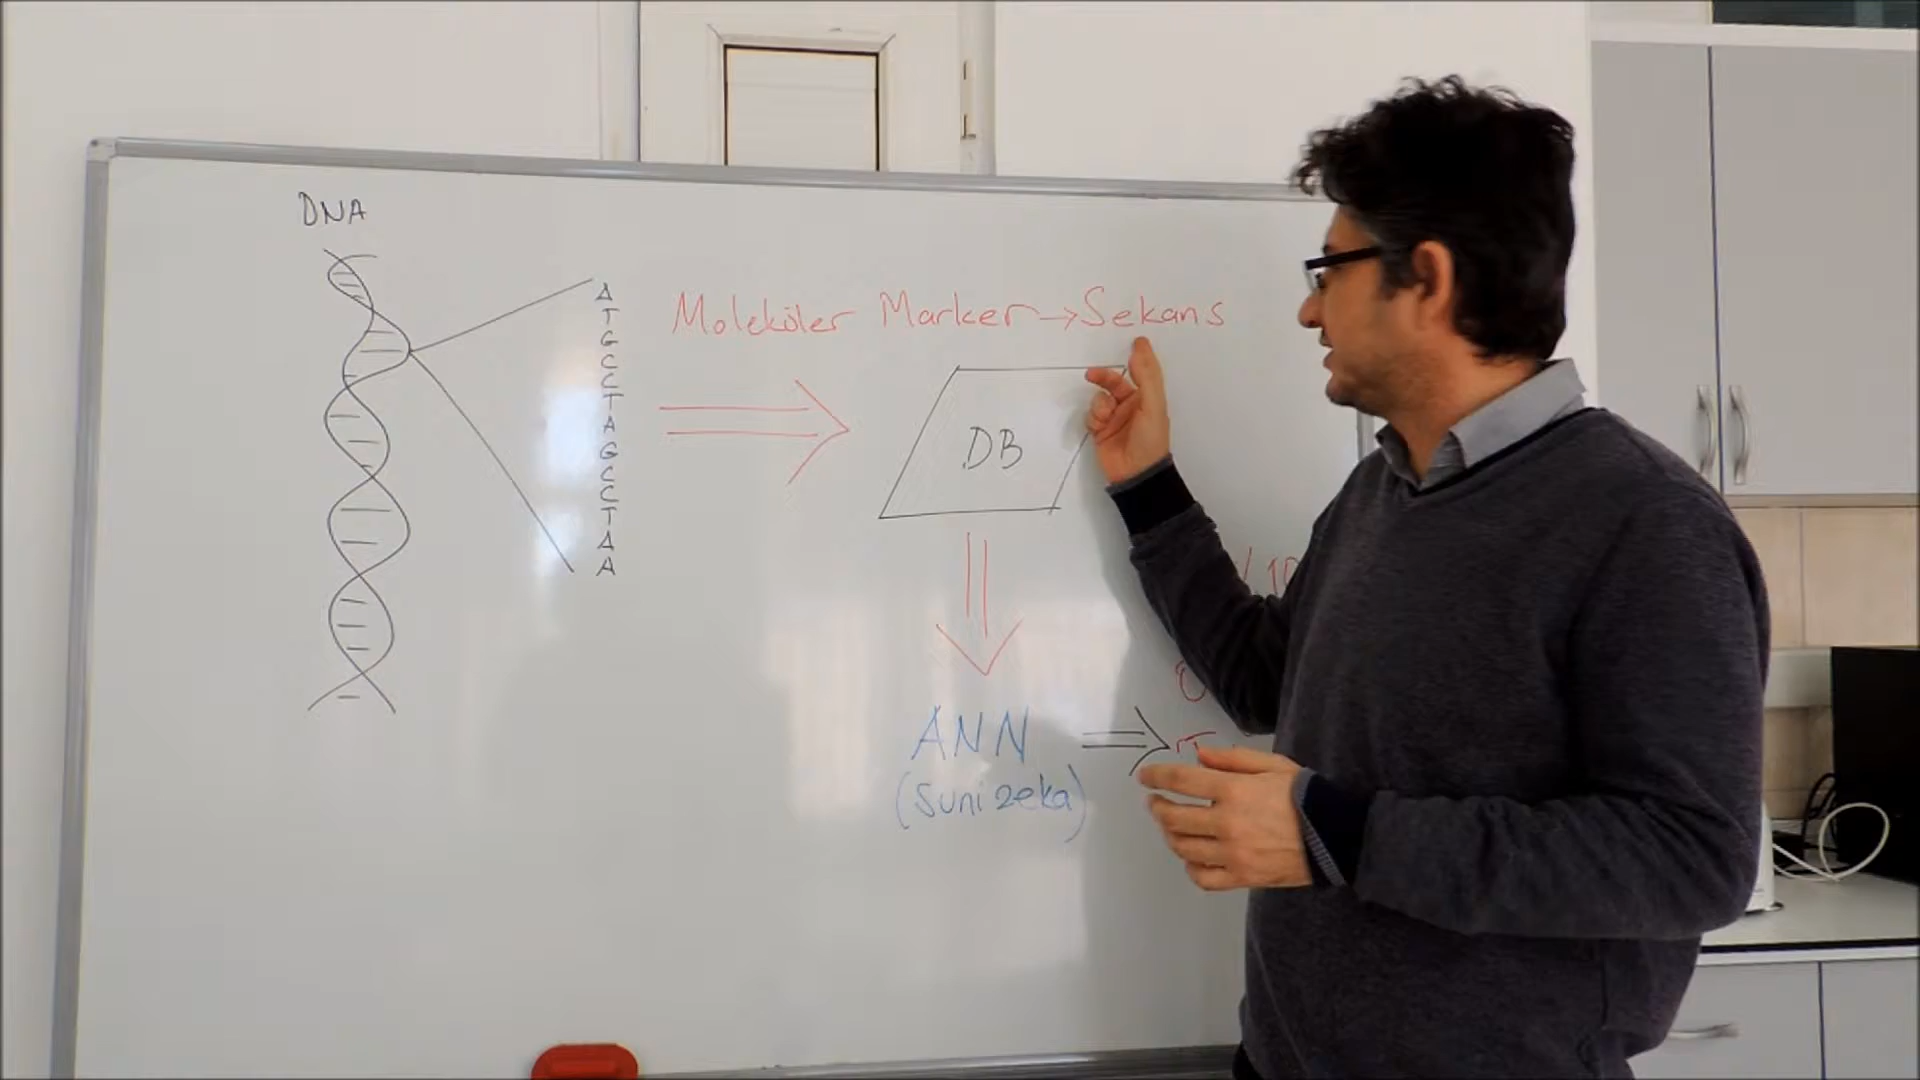 DNA
Moleküler Marker → Sekans
A
T
G
C
C
T
A
G
C
C
T
A
A
DB
ANN
(Suni zeka)